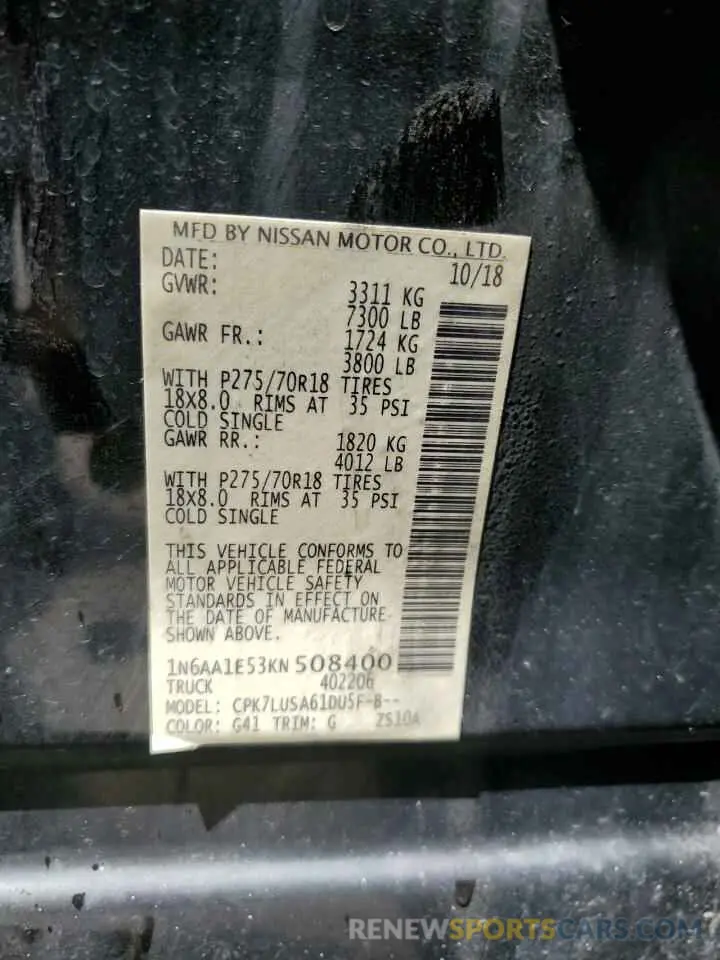 MFD BY NISSAN MOTOR CO., LTD.
DATE: 10/18
GVWR: 3311 KG
7300 LB
GAWR FR.: 1724 KG
3800 LB
WITH P275/70R18 TIRES
18X8.0 RIMS AT 35 PSI
COLD SINGLE
GAWR RR.: 1820 KG
4012 LB
WITH P275/70R18 TIRES
18X8.0 RIMS AT 35 PSI
COLD SINGLE
THIS VEHICLE CONFORMS TO
ALL APPLICABLE FEDERAL
MOTOR VEHICLE SAFETY
STANDARDS IN EFFECT ON
THE DATE OF MANUFACTURE
SHOWN ABOVE.
1N6AA1E53KN508400
TRUCK 402206
MODEL: CPK7LUSA61DU5F-B--
COLOR: G41 TRIM: G ZS10A
RENEWSPORTSCARS.COM